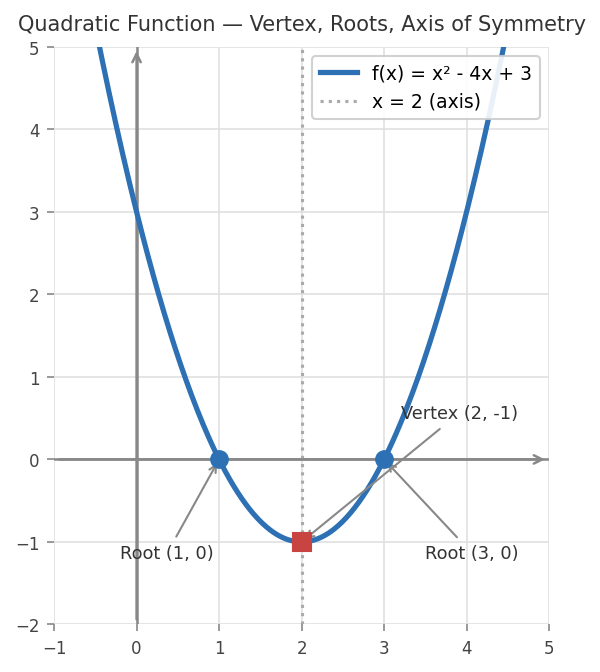 Quadratic Function — Vertex, Roots, Axis of Symmetry
f(x) = x² - 4x + 3
x = 2 (axis)
5
4
3
2
1
0
−1
−2
Vertex (2, -1)
Root (1, 0)
Root (3, 0)
−1 0 1 2 3 4 5